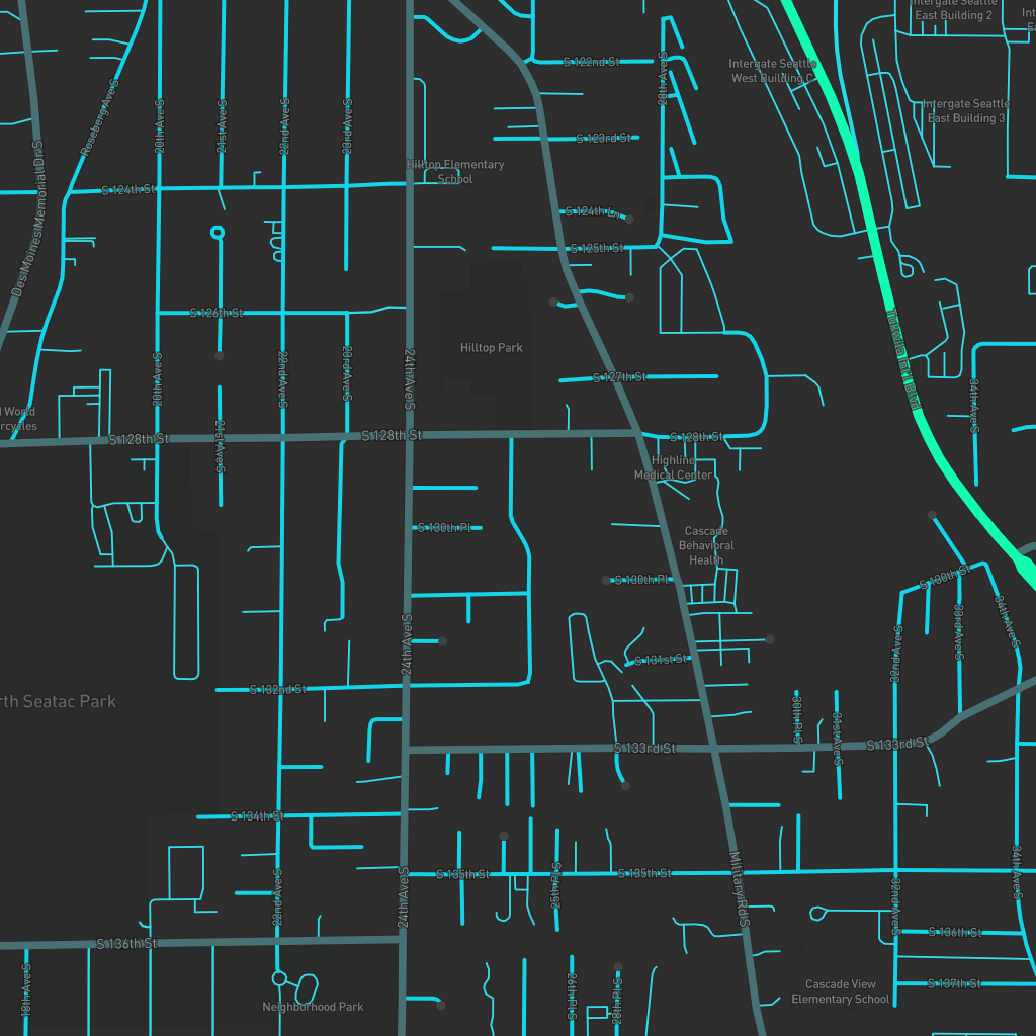 Intergate Seattle
East Building 2
S 122nd St
28th Ave S
Intergate Seattle
West Building C
Roseberg Ave S
20th Ave S
21st Ave S
22nd Ave S
23rd Ave S
Intergate Seattle
East Building 3
S 123rd St
Hilltop Elementary
School
S 124th St
Des Moines Memorial Dr S
S 124th Ln
S 125th St
S 126th St
Hilltop Park
Tukwila Int'l Blvd
20th Ave S
22nd Ave S
23rd Ave S
24th Ave S
S 127th St
34th Ave S
World
rcycles
S 128th St
21st Ave S
S 128th St
S 128th St
Highline
Medical Center
S 130th Pl
Cascade
Behavioral
Health
S 130th Pl
S 130th St
33rd Ave S
34th Ave S
24th Ave S
32nd Ave S
S 131st St
S 132nd St
rth Seatac Park
30th Pl S
31st Ave S
S 133rd St
S 133rd St
S 134th St
Military Rd S
34th Ave S
22nd Ave S
24th Ave S
S 135th St
25th Pl S
S 135th St
32nd Ave S
S 136th St
S 136th St
18th Ave S
Neighborhood Park
26th Pl S
28th Pl S
Cascade View
Elementary School
S 137th St